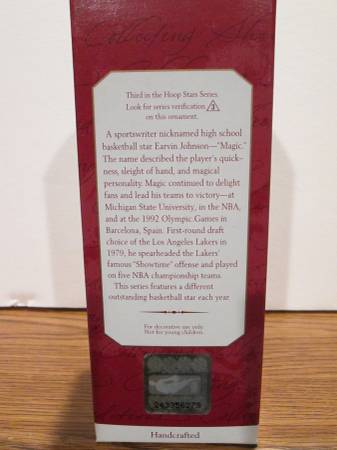 Third in the Hoop Stars Series.
Look for series verification 3
on this ornament.
A sportswriter nicknamed high school
basketball star Earvin Johnson—"Magic."
The name described the player's quick-
ness, sleight of hand, and magical
personality. Magic continued to delight
fans and lead his teams to victory—at
Michigan State University, in the NBA,
and at the 1992 Olympic Games in
Barcelona, Spain. First-round draft
choice of the Los Angeles Lakers in
1979, he spearheaded the Lakers'
famous "Showtime" offense and played
on five NBA championship teams.
This series features a different
outstanding basketball star each year.
For decorative use only.
Not for young children.
Handcrafted